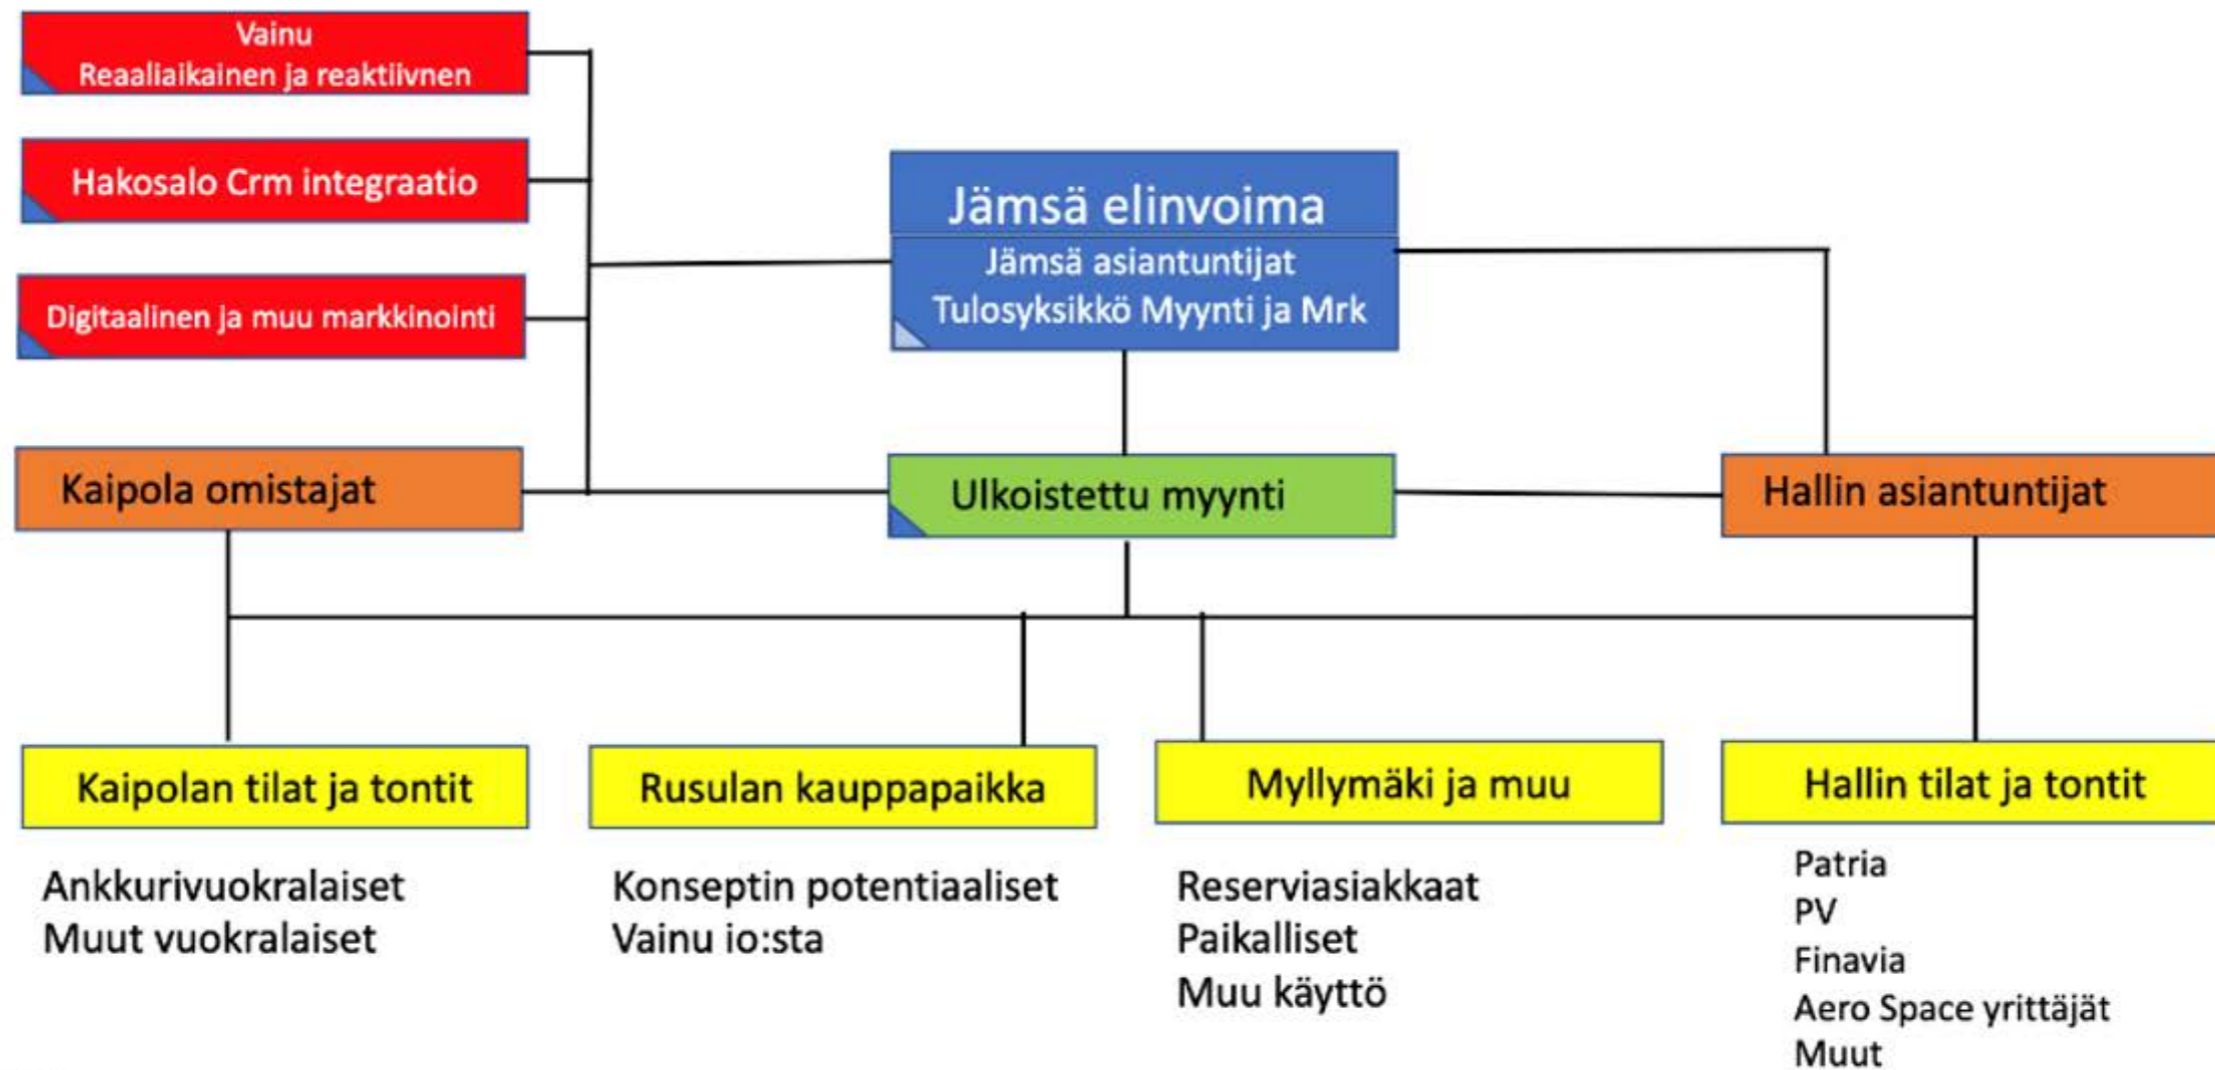 Vainu
Reaaliaikainen ja reaktiivnen
Hakosalo Crm integraatio
Digitaalinen ja muu markkinointi
Jämsä elinvoima
Jämsä asiantuntijat
Tulosyksikkö Myynti ja Mrk
Kaipola omistajat
Ulkoistettu myynti
Hallin asiantuntijat
Kaipolan tilat ja tontit
Ankkurivuokralaiset
Muut vuokralaiset
Rusulan kauppapaikka
Konseptin potentiaaliset
Vainu io:sta
Myllymäki ja muu
Reserviasiakkaat
Paikalliset
Muu käyttö
Hallin tilat ja tontit
Patria
PV
Finavia
Aero Space yrittäjät
Muut